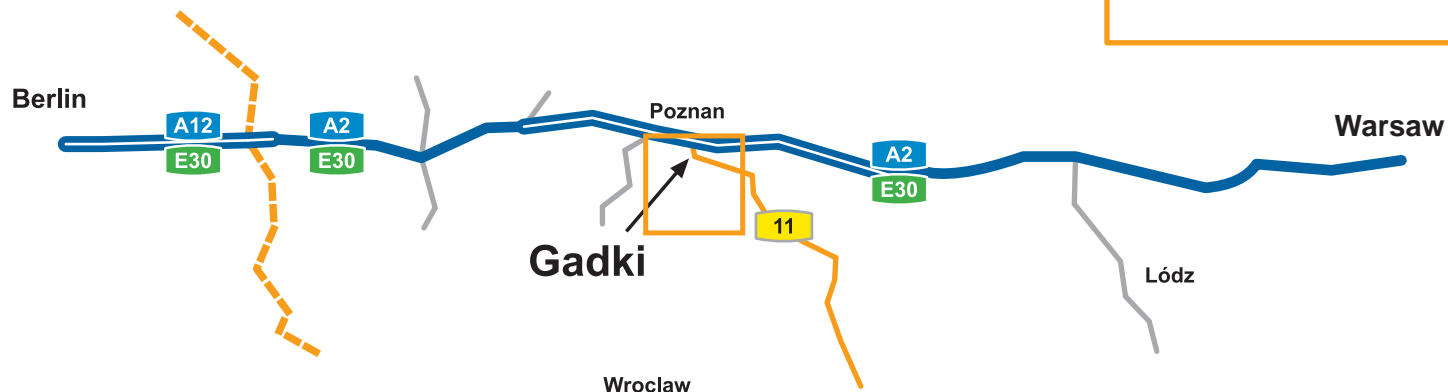 Berlin
A12
E30
A2
E30
Poznan
A2
E30
Warsaw
11
Gadki
Lódz
Wroclaw